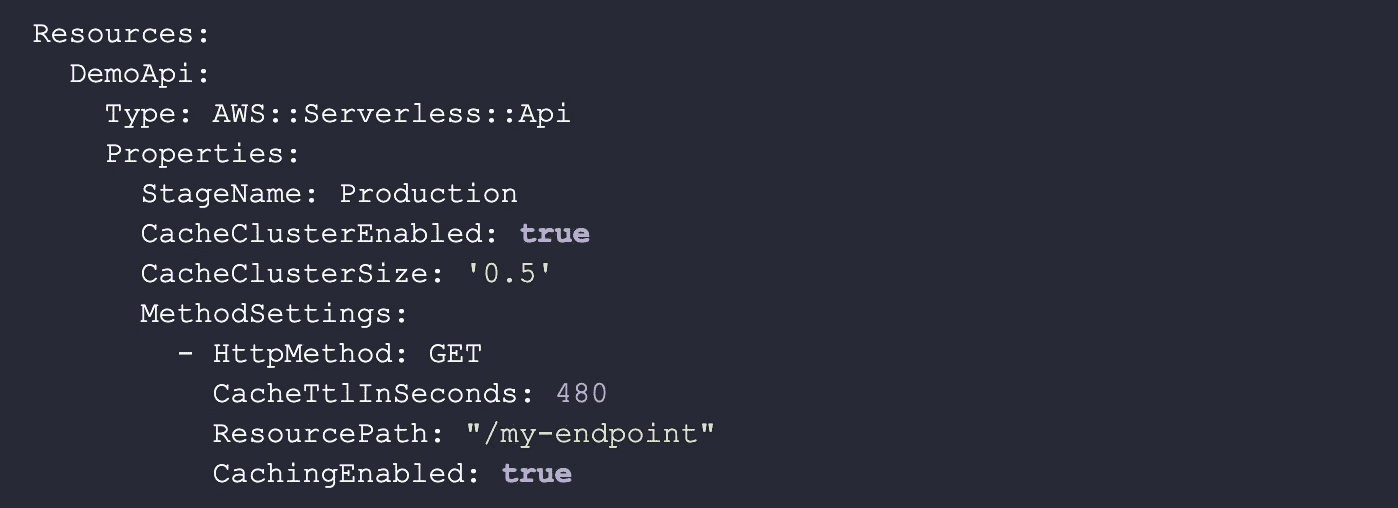 Resources:
  DemoApi:
    Type: AWS::Serverless::Api
    Properties:
      StageName: Production
      CacheClusterEnabled: true
      CacheClusterSize: '0.5'
      MethodSettings:
        - HttpMethod: GET
          CacheTtlInSeconds: 480
          ResourcePath: "/my-endpoint"
          CachingEnabled: true